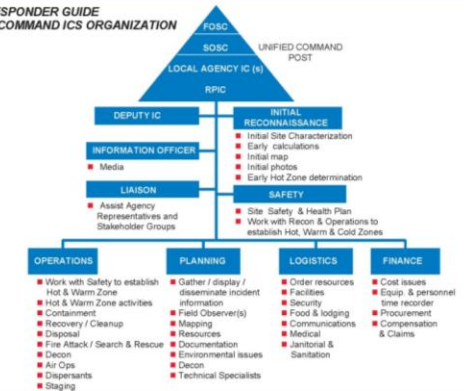 ESPONDER GUIDE
COMMAND ICS ORGANIZATION
FOSC
SOSC
LOCAL AGENCY IC (s)
RPIC
UNIFIED COMMAND
POST
DEPUTY IC
INITIAL
RECONNAISSANCE
Initial Site Characterization
Early calculations
Initial map
Initial photos
Early Hot Zone determination
INFORMATION OFFICER
Media
LIAISON
Assist Agency
Representatives and
Stakeholder Groups
SAFETY
Site Safety & Health Plan
Work with Recon & Operations to
establish Hot, Warm & Cold Zones
OPERATIONS
Work with Safety to establish
Hot & Warm Zone
Hot & Warm Zone activities
Containment
Recovery / Cleanup
Disposal
Fire Attack / Search & Rescue
Decon
Air Ops
Dispersants
Staging
PLANNING
Gather / display /
disseminate incident
information
Field Observer(s)
Mapping
Resources
Documentation
Environmental issues
Decon
Technical Specialists
LOGISTICS
Order resources
Facilities
Security
Food & lodging
Communications
Medical
Janitorial &
Sanitation
FINANCE
Cost issues
Equip. & personnel
time recorder
Procurement
Compensation
& Claims